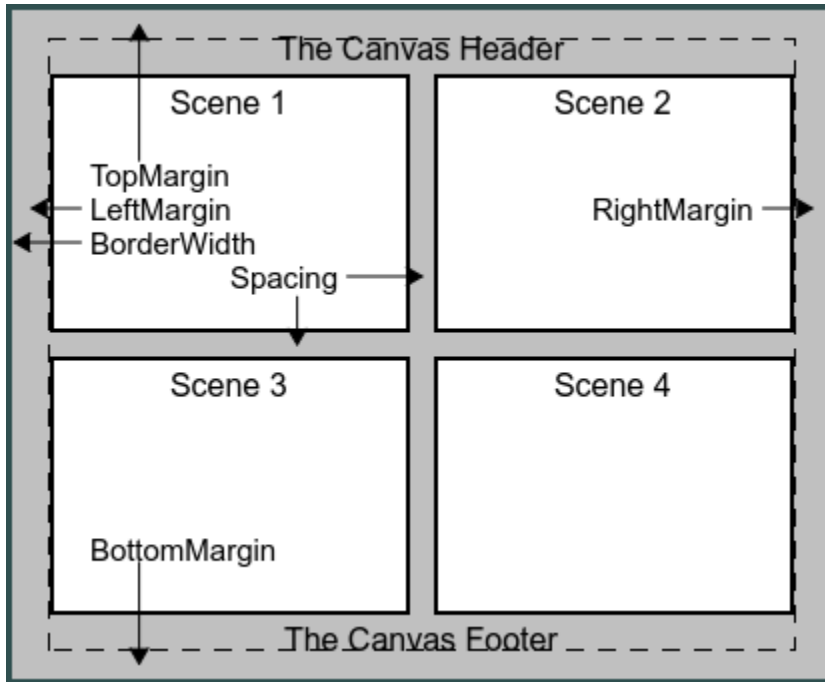 The Canvas Header
Scene 1
Scene 2
TopMargin
LeftMargin
RightMargin
BorderWidth
Spacing
Scene 3
Scene 4
BottomMargin
The Canvas Footer